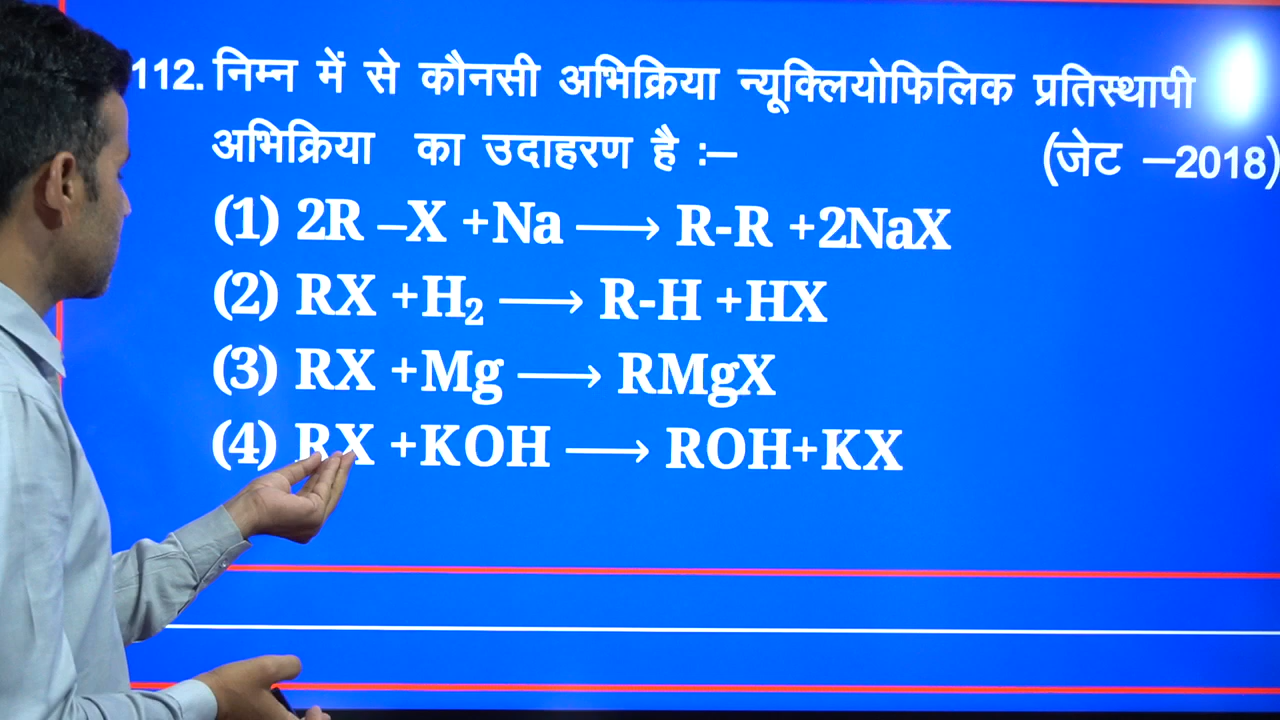 112. निम्न में से कौनसी अभिक्रिया न्यूक्लियोफिलिक प्रतिस्थापी
अभिक्रिया का उदाहरण है :– (जेट –2018)
(1) 2R –X +Na ⟶ R-R +2NaX
(2) RX +H₂ ⟶ R-H +HX
(3) RX +Mg ⟶ RMgX
(4) RX +KOH ⟶ ROH+KX